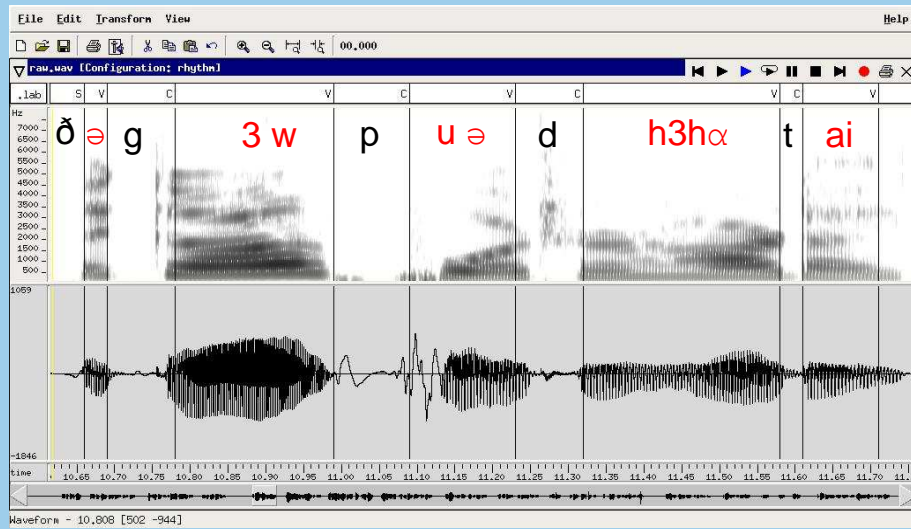 File Edit Transform View Help
00.000
raw.wav [Configuration: rhythm]
.lab S V C V C V C V C V
Hz
7000
6500
6000
5500
5000
4500
4000
3500
3000
2500
2000
1500
1000
500
ð ə g 3 w p u ə d h3hα t ai
1059
-1846
time 10.65 10.70 10.75 10.80 10.85 10.90 10.95 11.00 11.05 11.10 11.15 11.20 11.25 11.30 11.35 11.40 11.45 11.50 11.55 11.60 11.65 11.70 11.
Waveform - 10.808 [502 -944]